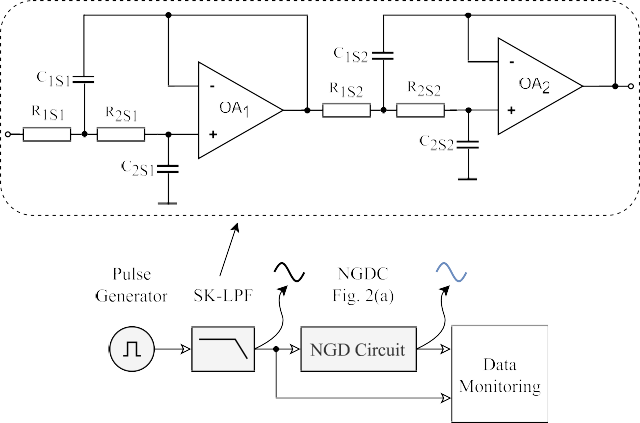 C1S1
R1S1
R2S1
C2S1
-
+
OA1
C1S2
R1S2
R2S2
C2S2
-
+
OA2
Pulse
Generator
SK-LPF
NGDC
Fig. 2(a)
NGD Circuit
Data
Monitoring